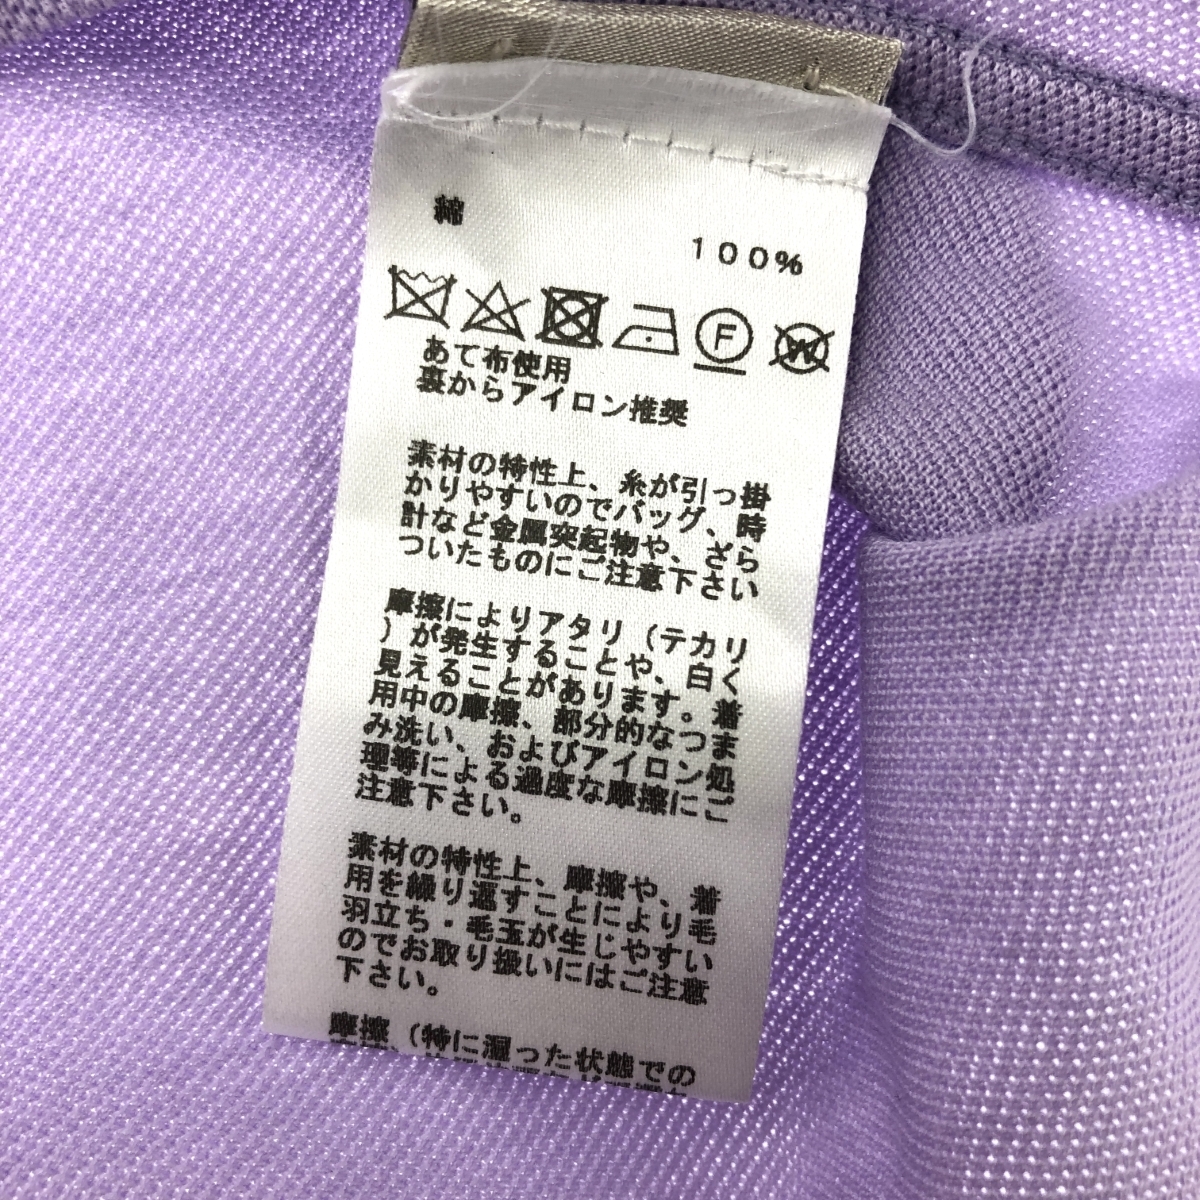 綿
100%
F
W
あて布使用
裏からアイロン推奨
素材の特性上、糸が引っ掛
かりやすいのでバッグ、時
計など金属突起物や、ざら
ついたものにご注意下さい
摩擦によりアタリ(テカリ
)が発生することや、白く
見えることがあります。着
用中の摩擦、部分的なつま
み洗い、およびアイロン処
理等による過度な摩擦にご
注意下さい。
素材の特性上、摩擦や、着
用を繰り返すことにより毛
羽立ち・毛玉が生じやすい
のでお取り扱いにはご注意
下さい。
摩擦(特に湿った状態での